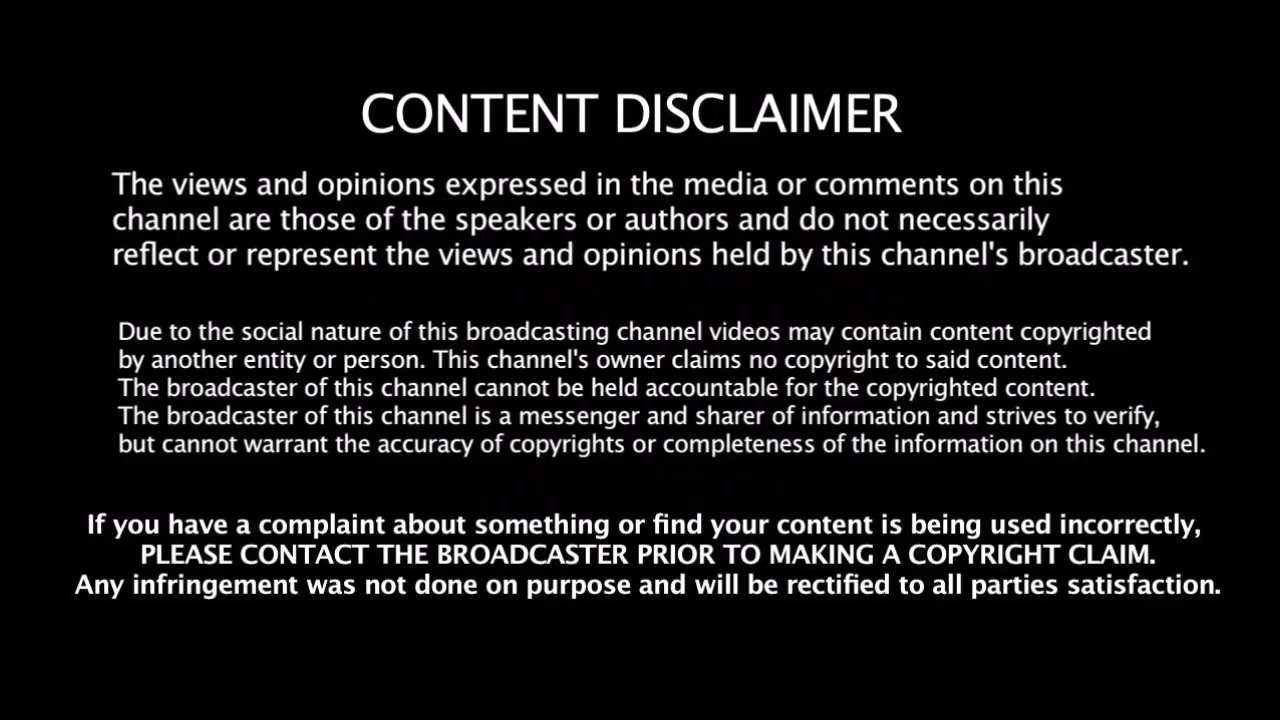 CONTENT DISCLAIMER
The views and opinions expressed in the media or comments on this
channel are those of the speakers or authors and do not necessarily
reflect or represent the views and opinions held by this channel's broadcaster.
Due to the social nature of this broadcasting channel videos may contain content copyrighted
by another entity or person. This channel's owner claims no copyright to said content.
The broadcaster of this channel cannot be held accountable for the copyrighted content.
The broadcaster of this channel is a messenger and sharer of information and strives to verify,
but cannot warrant the accuracy of copyrights or completeness of the information on this channel.
If you have a complaint about something or find your content is being used incorrectly,
PLEASE CONTACT THE BROADCASTER PRIOR TO MAKING A COPYRIGHT CLAIM.
Any infringement was not done on purpose and will be rectified to all parties satisfaction.